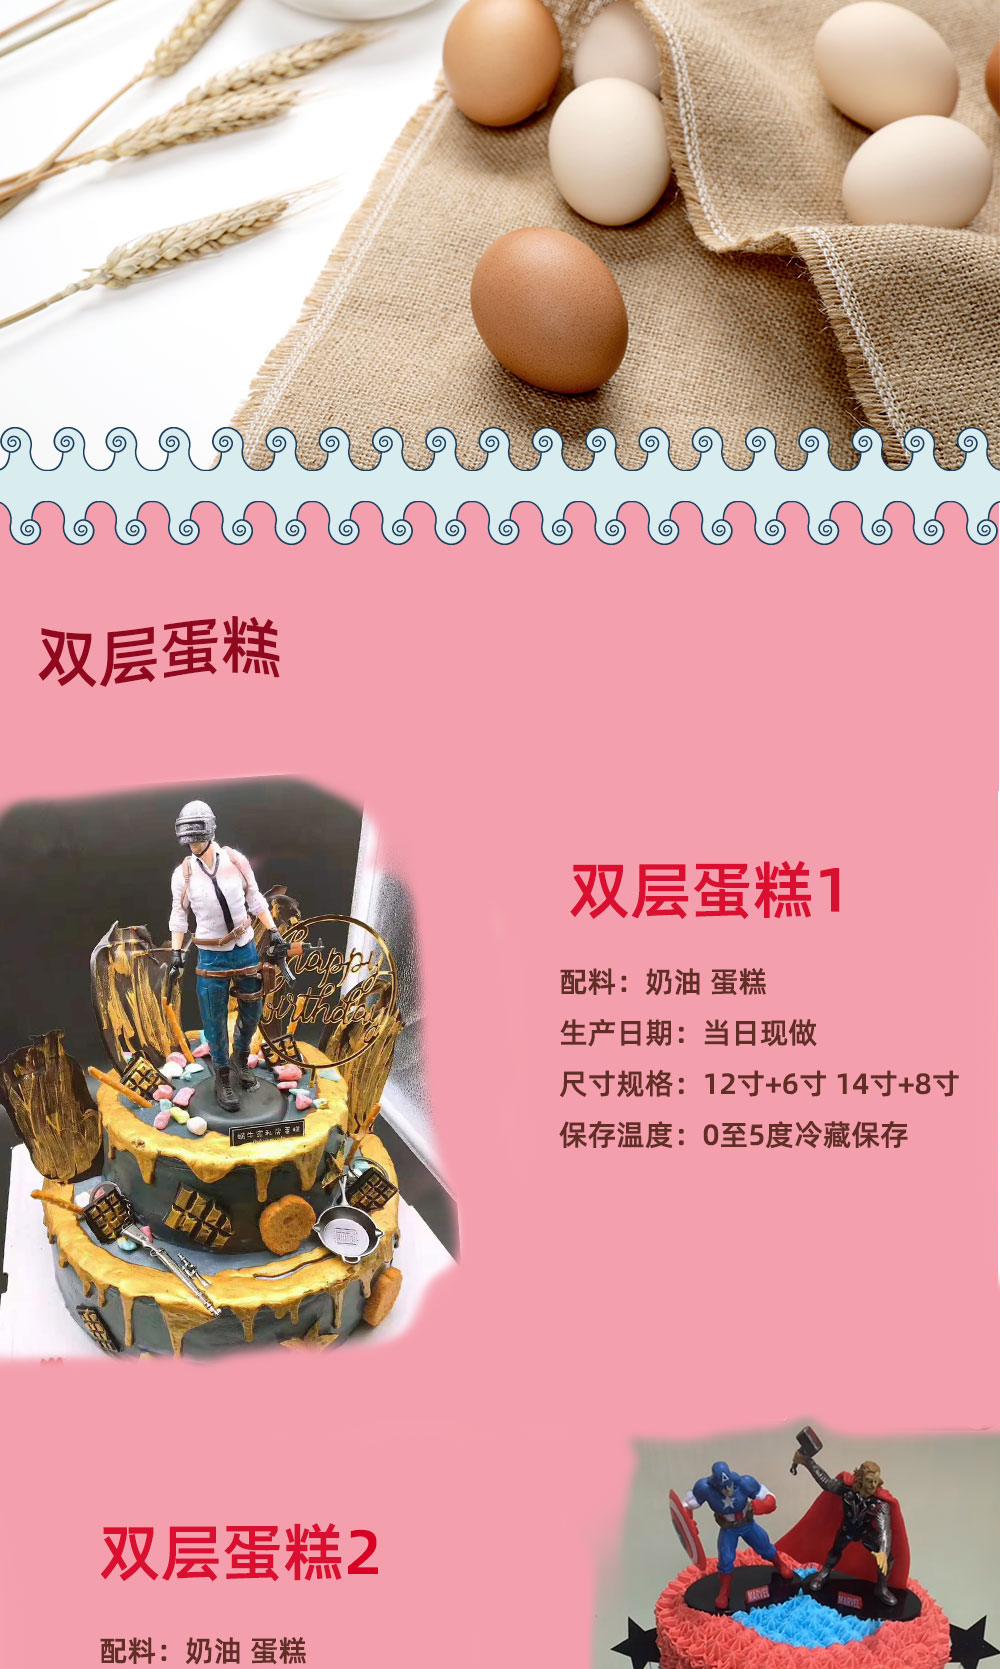 双层蛋糕
双层蛋糕1
配料：奶油 蛋糕
生产日期：当日现做
尺寸规格：12寸+6寸 14寸+8寸
保存温度：0至5度冷藏保存
happy
birthday
双层蛋糕2
配料：奶油 蛋糕
MARVEL
MARVEL